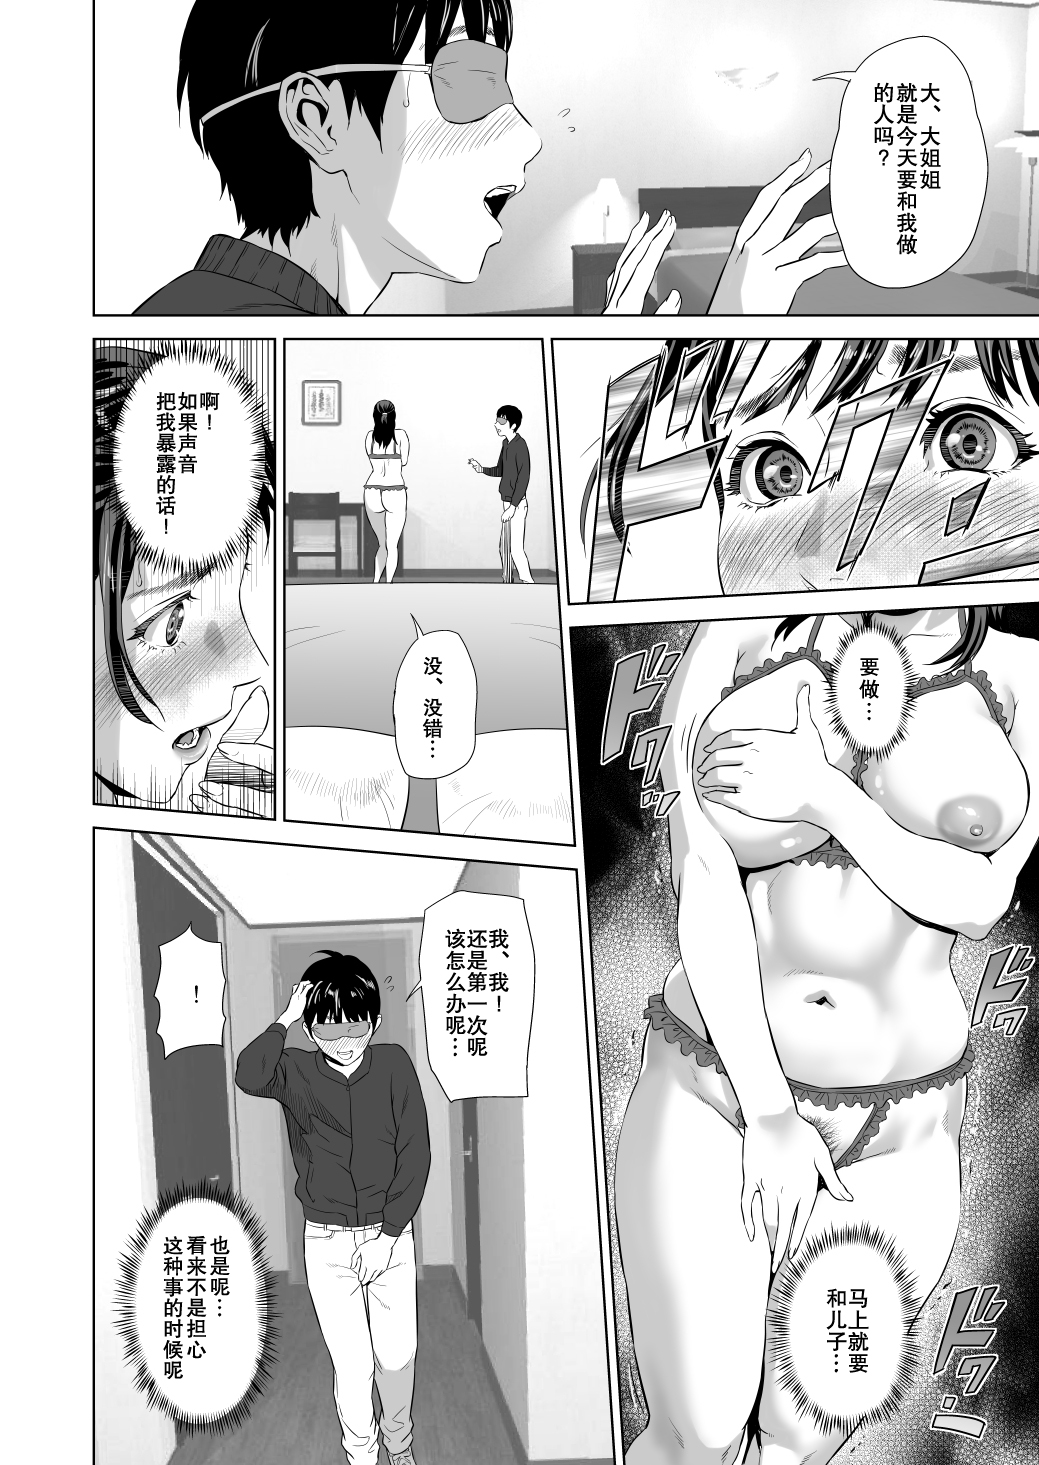 大、大姐姐
就是今天要和我做
的人吗？
要做…
马上就要
和儿子…
没、没错…
啊！
如果声音
把我暴露的话！
我、我！
还是第一次呢
该怎么办呢…
！
也是呢…
看来不是担心
这种事的时候呢
ドクン
ドクン
ドクン